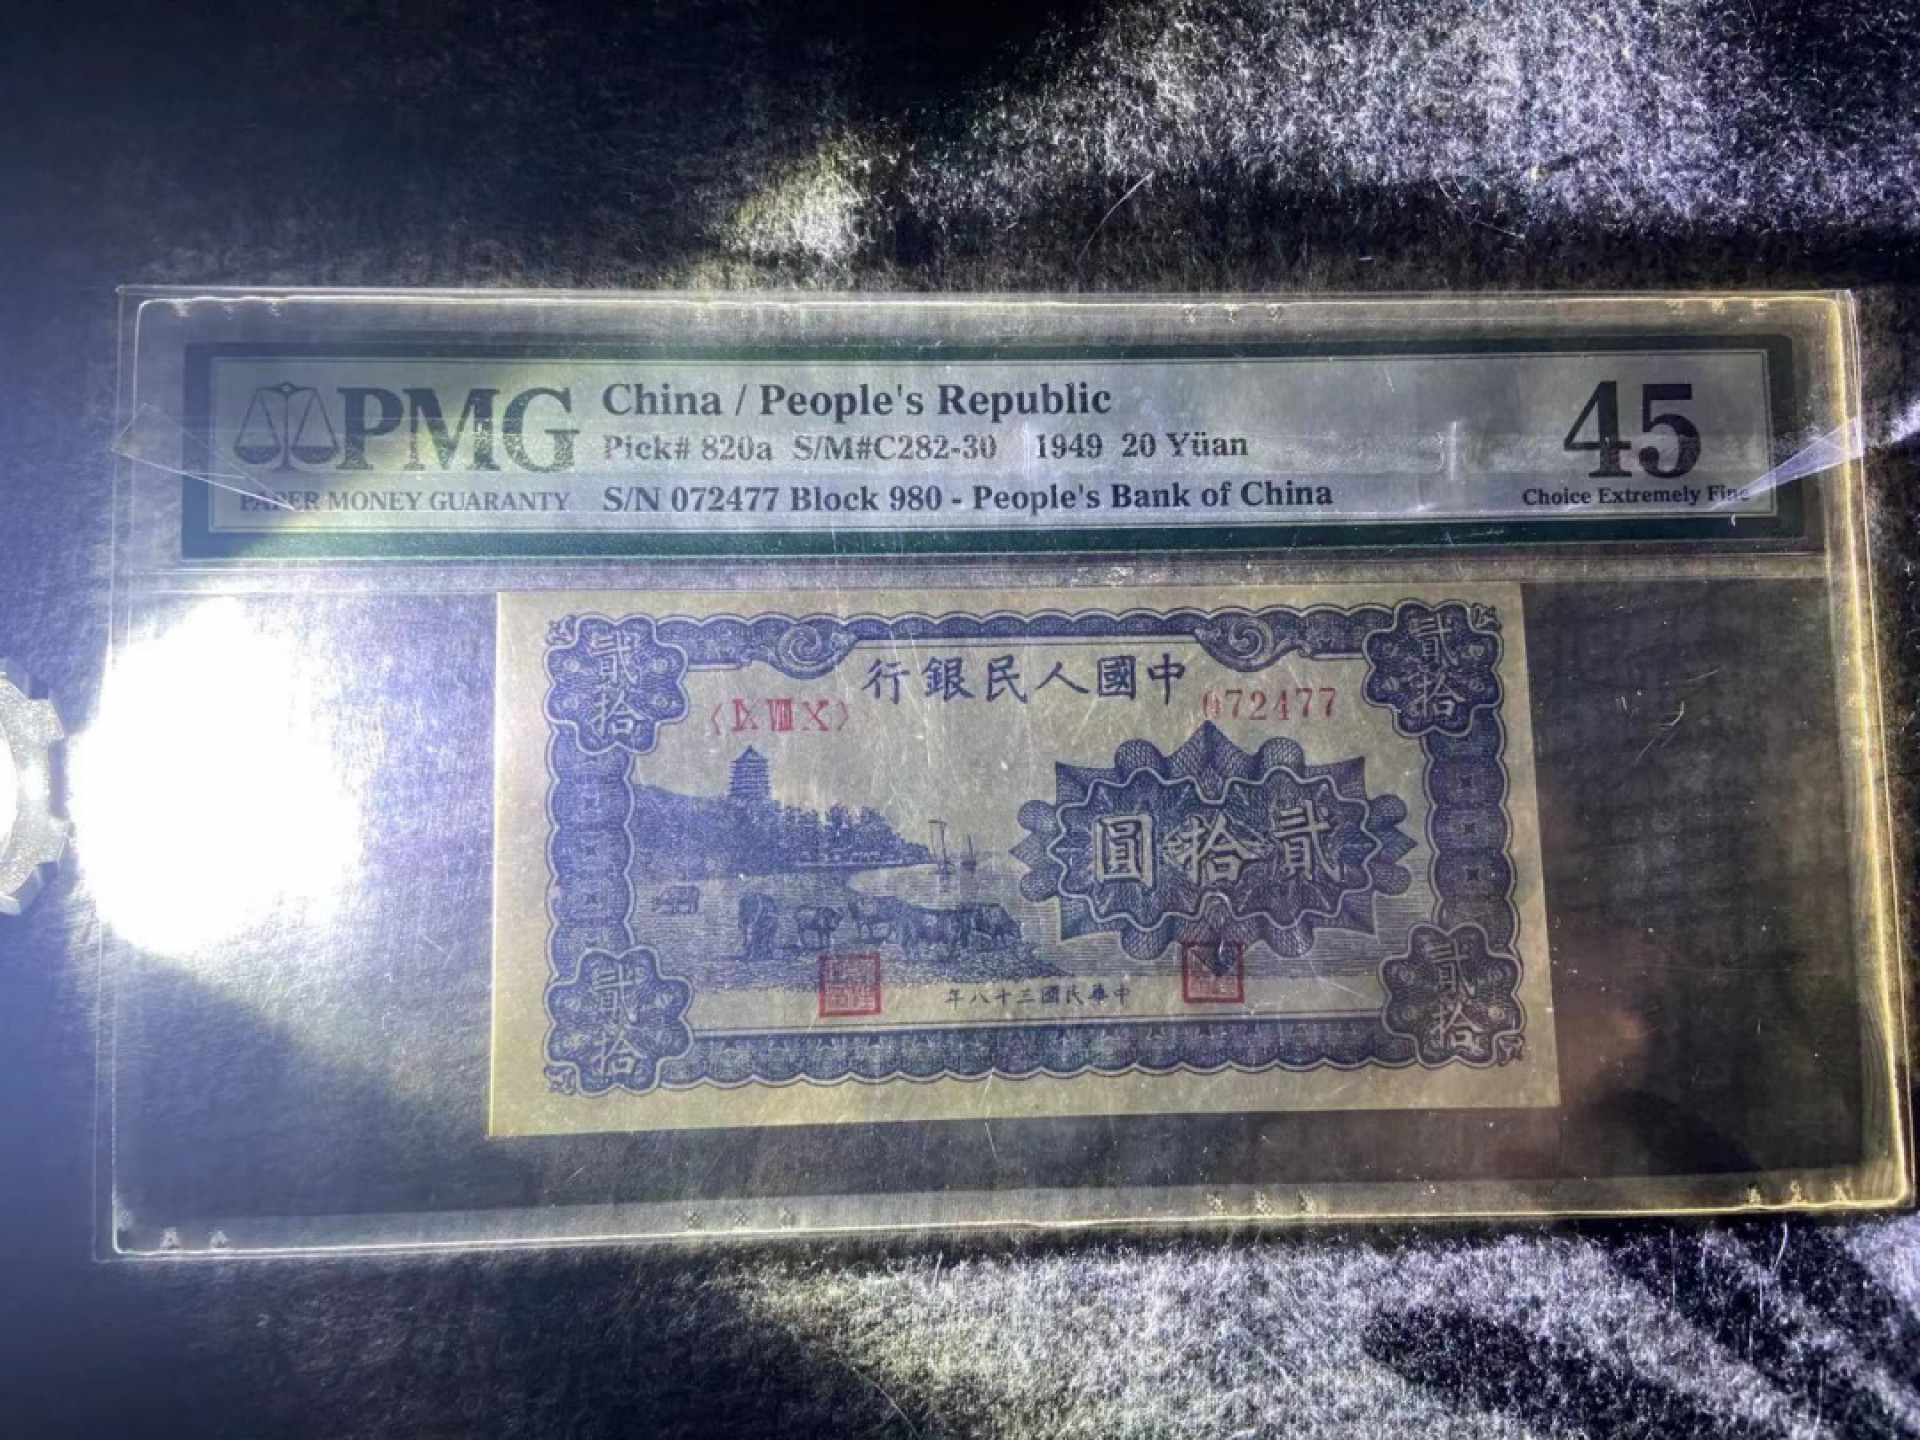 PMG
PAPER MONEY GUARANTY
China / People's Republic
Pick# 820a S/M#C282-30 1949 20 Yüan
S/N 072477 Block 980 - People's Bank of China
45
Choice Extremely Fine
貳拾
行銀民人國中
貳拾
〈ⅨⅧⅩ〉
072477
圓拾貳
年八十三國民華中
貳拾
貳拾